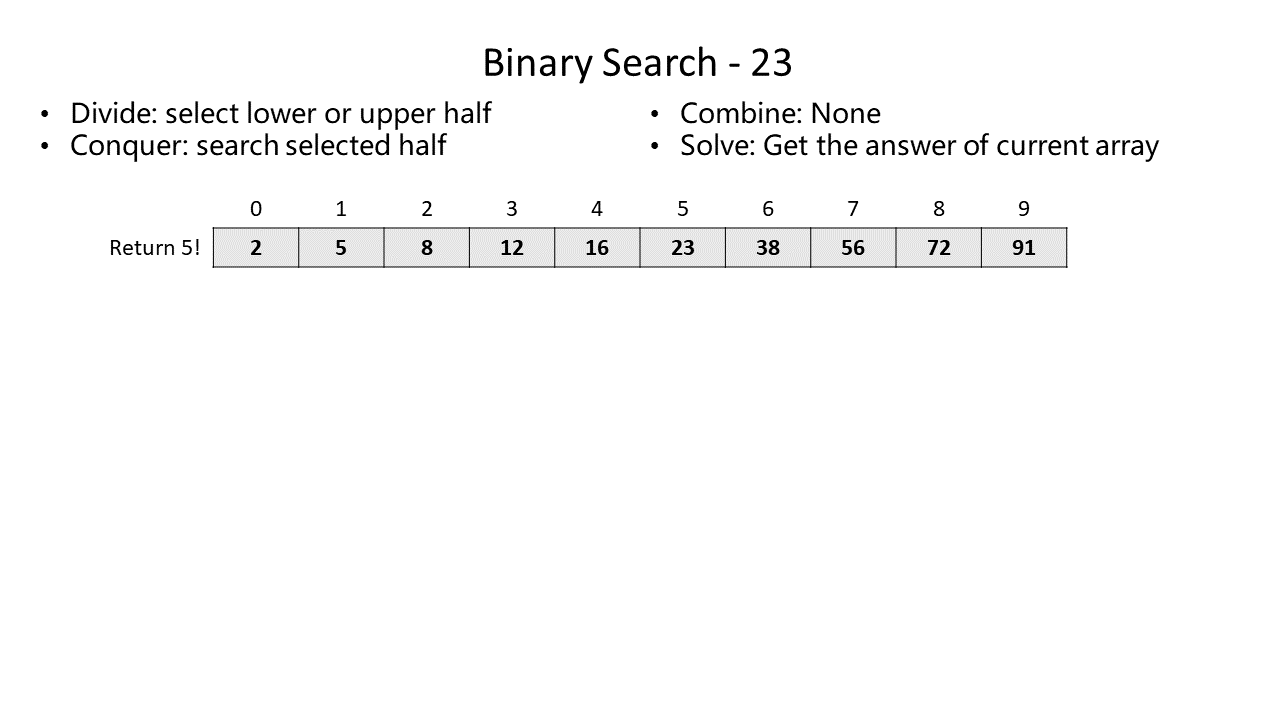 Binary Search - 23
• Divide: select lower or upper half
• Conquer: search selected half
• Combine: None
• Solve: Get the answer of current array
0 1 2 3 4 5 6 7 8 9
Return 5! 2 5 8 12 16 23 38 56 72 91